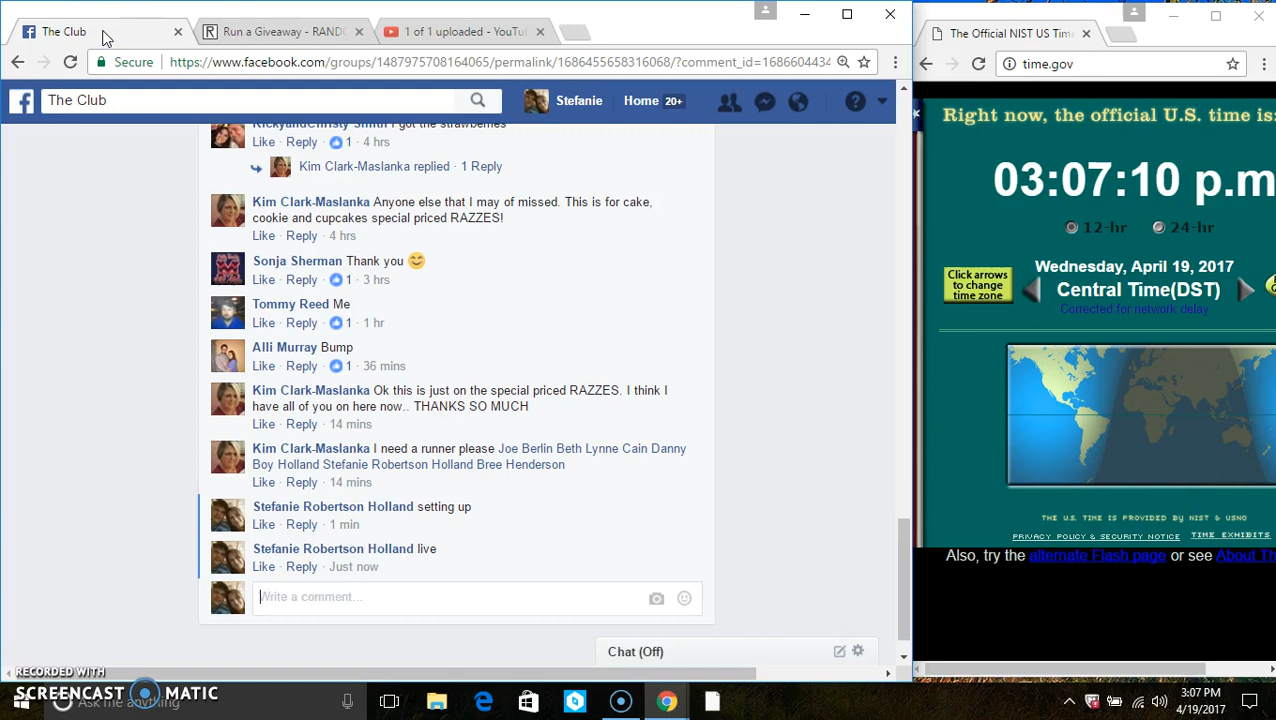 The Club
Run a Giveaway - RAND
1 of 1 uploaded - YouTu
The Official NIST US Tim
Secure
https://www.facebook.com/groups/1487975708164065/permalink/1686455658316068/?comment_id=1686604434
time.gov
The Club
Stefanie
Home 20+
Like · Reply · 1 · 4 hrs
Kim Clark-Maslanka replied · 1 Reply
Kim Clark-Maslanka Anyone else that I may of missed. This is for cake,
cookie and cupcakes special priced RAZZES!
Like · Reply · 4 hrs
Sonja Sherman Thank you 😊
Like · Reply · 1 · 3 hrs
Tommy Reed Me
Like · Reply · 1 · 1 hr
Alli Murray Bump
Like · Reply · 1 · 36 mins
Kim Clark-Maslanka Ok this is just on the special priced RAZZES. I think I
have all of you on here now.. THANKS SO MUCH
Like · Reply · 14 mins
Kim Clark-Maslanka I need a runner please Joe Berlin Beth Lynne Cain Danny
Boy Holland Stefanie Robertson Holland Bree Henderson
Like · Reply · 14 mins
Stefanie Robertson Holland setting up
Like · Reply · 1 min
Stefanie Robertson Holland live
Like · Reply · Just now
Write a comment...
Chat (Off)
Right now, the official U.S. time is:
03:07:10 p.m
12-hr 24-hr
Click arrows
to change
time zone
Wednesday, April 19, 2017
Central Time(DST)
Corrected for network delay
THE U.S. TIME IS PROVIDED BY NIST & USNO
PRIVACY POLICY & SECURITY NOTICE TIME EXHIBITS
Also, try the alternate Flash page or see About Th
RECORDED WITH
SCREENCAST MATIC
Ask me anything
3:07 PM
4/19/2017